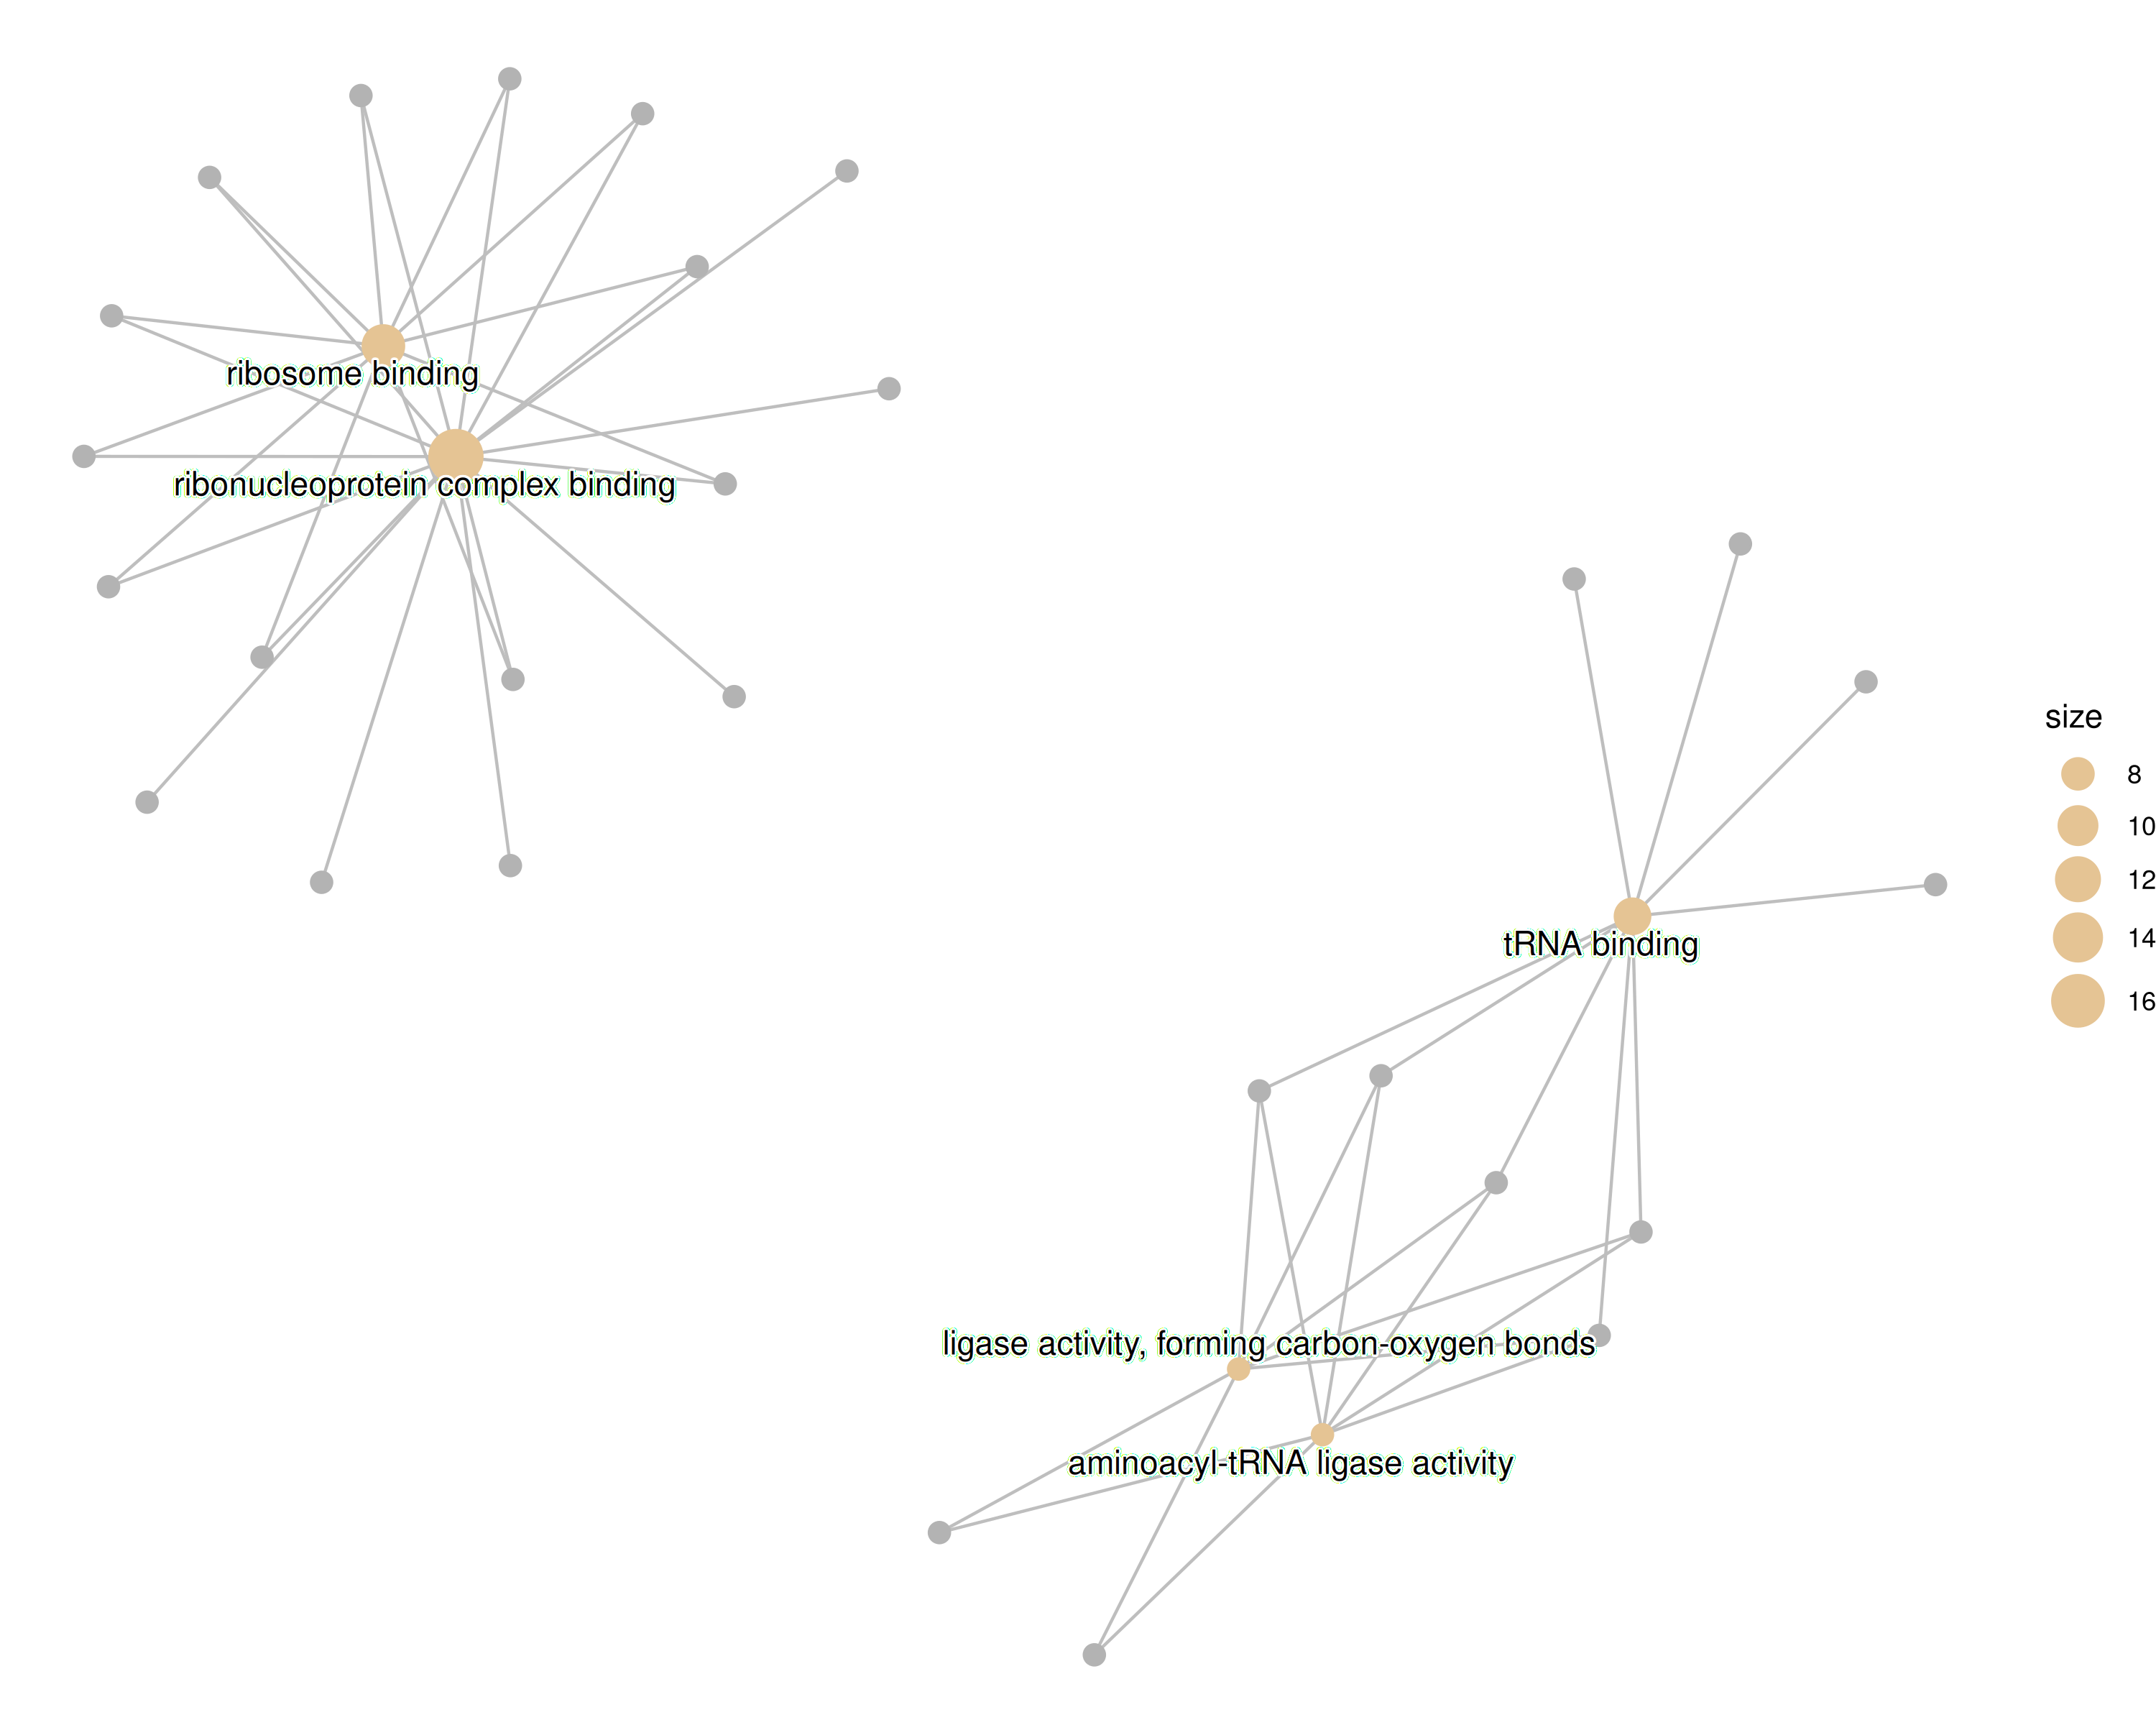 ribosome binding
ribonucleoprotein complex binding
tRNA binding
ligase activity, forming carbon-oxygen bonds
aminoacyl-tRNA ligase activity
size
8
10
12
14
16